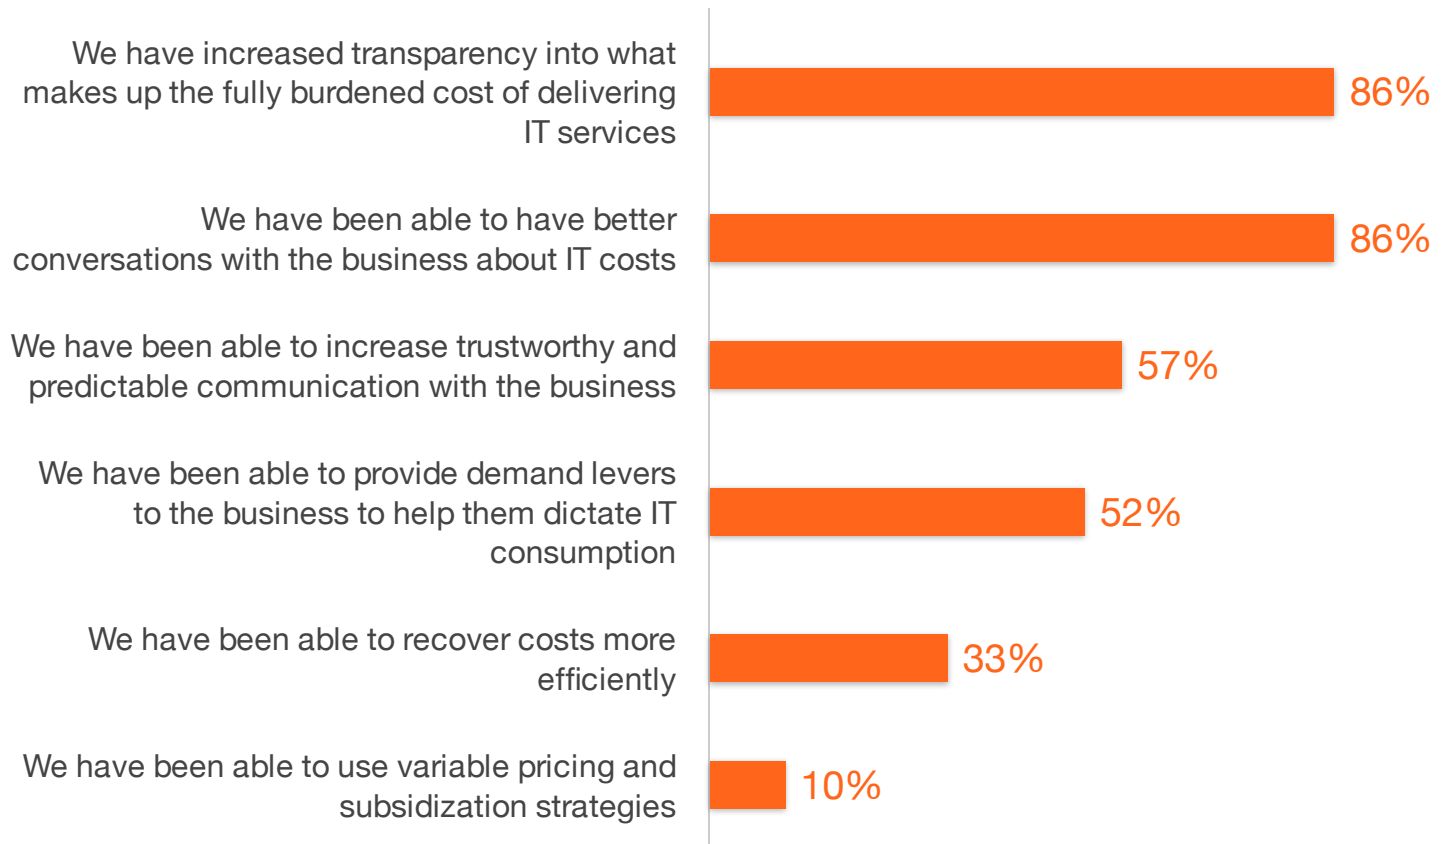 We have increased transparency into what
makes up the fully burdened cost of delivering
IT services
86%
We have been able to have better
conversations with the business about IT costs
86%
We have been able to increase trustworthy and
predictable communication with the business
57%
We have been able to provide demand levers
to the business to help them dictate IT
consumption
52%
We have been able to recover costs more
efficiently
33%
We have been able to use variable pricing and
subsidization strategies
10%